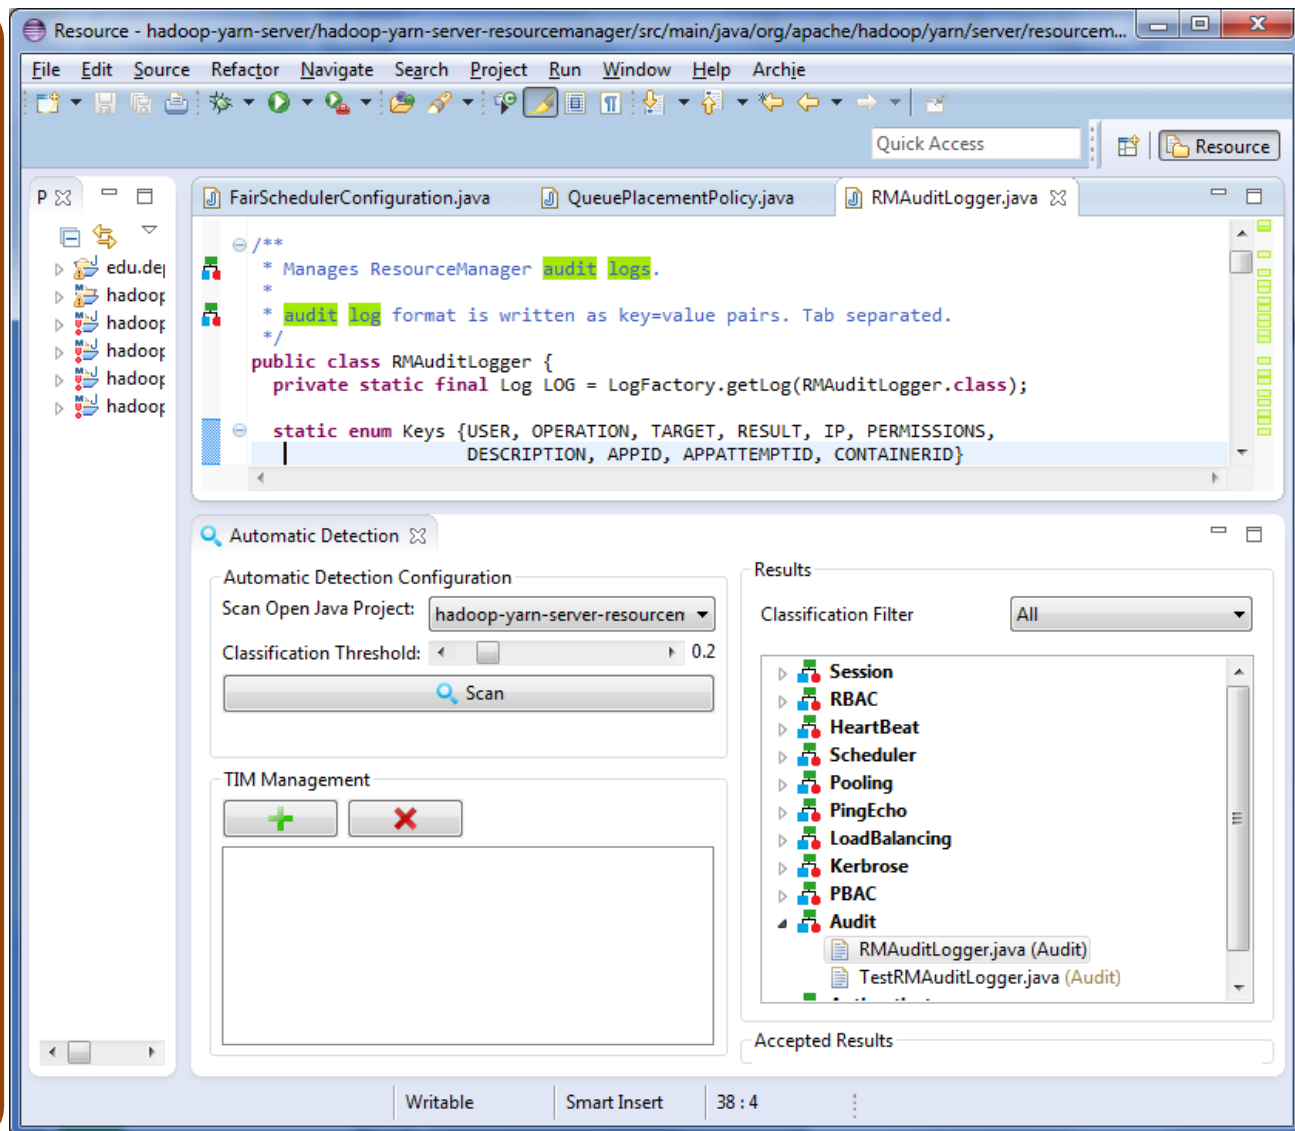 Resource - hadoop-yarn-server/hadoop-yarn-server-resourcemanager/src/main/java/org/apache/hadoop/yarn/server/resourcem...
File Edit Source Refactor Navigate Search Project Run Window Help Archie
Quick Access
Resource
P
FairSchedulerConfiguration.java
QueuePlacementPolicy.java
RMAuditLogger.java
edu.de
hadoop
hadoop
hadoop
hadoop
hadoop
/**
* Manages ResourceManager audit logs.
*
* audit log format is written as key=value pairs. Tab separated.
*/
public class RMAuditLogger {
private static final Log LOG = LogFactory.getLog(RMAuditLogger.class);
static enum Keys {USER, OPERATION, TARGET, RESULT, IP, PERMISSIONS,
DESCRIPTION, APPID, APPATTEMPTID, CONTAINERID}
Automatic Detection
Automatic Detection Configuration
Scan Open Java Project: hadoop-yarn-server-resourcem
Classification Threshold: 0.2
Scan
TIM Management
Results
Classification Filter All
Session
RBAC
HeartBeat
Scheduler
Pooling
PingEcho
LoadBalancing
Kerbrose
PBAC
Audit
RMAuditLogger.java (Audit)
TestRMAuditLogger.java (Audit)
Accepted Results
Writable
Smart Insert
38 : 4